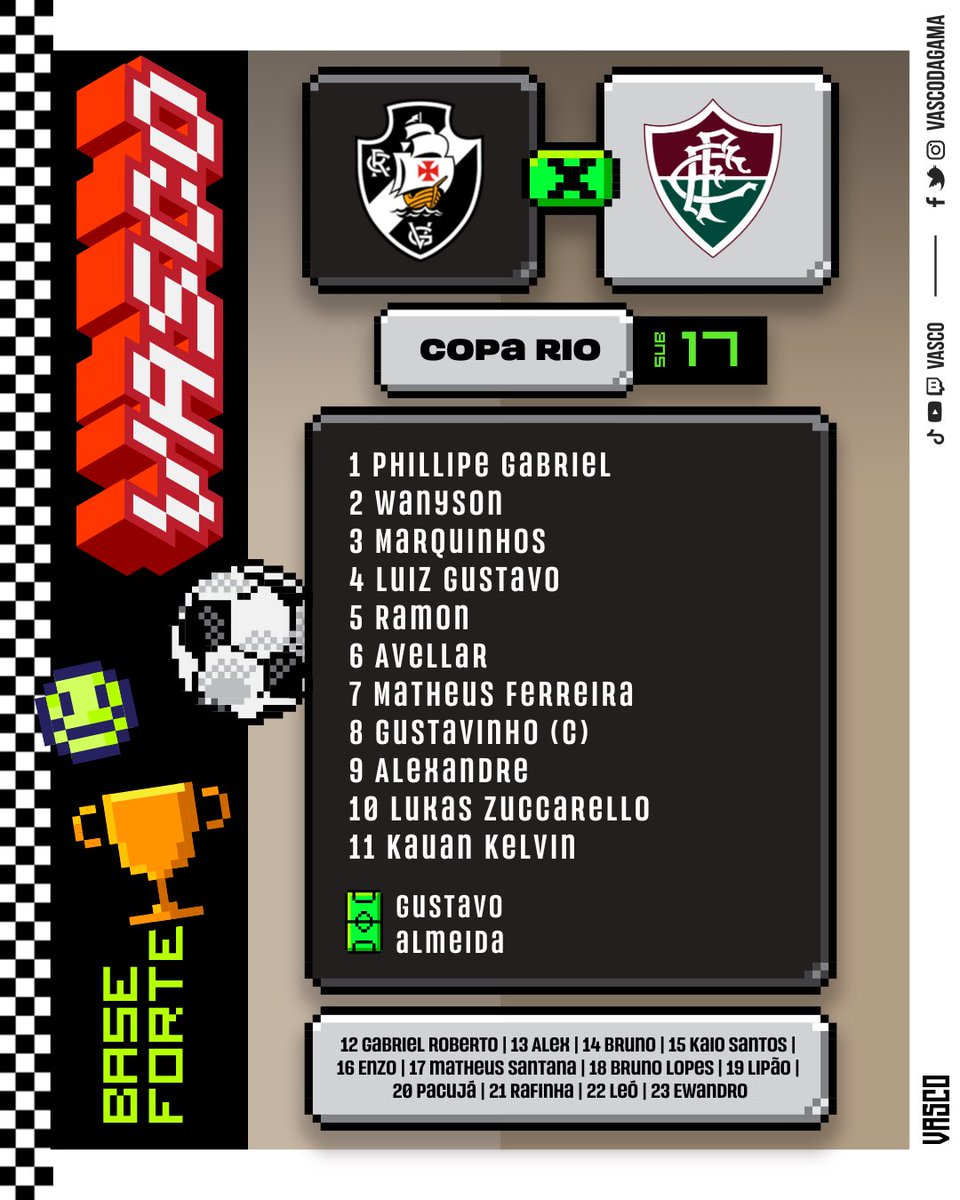 VASCO
X
COPA RIO
SUB 17
1 PHILLIPE GABRIEL
2 WANYSON
3 MARQUINHOS
4 LUIZ GUSTAVO
5 RAMON
6 AVELLAR
7 MATHEUS FERREIRA
8 GUSTAVINHO (C)
9 ALEXANDRE
10 LUKAS ZUCCARELLO
11 KAUAN KELVIN
GUSTAVO
ALMEIDA
12 GABRIEL ROBERTO | 13 ALEX | 14 BRUNO | 15 KAIO SANTOS |
16 ENZO | 17 MATHEUS SANTANA | 18 BRUNO LOPES | 19 LIPÃO |
20 PACUJÁ | 21 RAFINHA | 22 LEÓ | 23 EWANDRO
BASE
FORTE
VASCODAGAMA
VASCO
VASCO